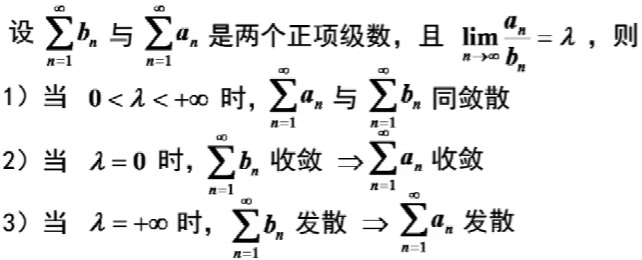 设 $\sum_{n=1}^{\infty} b_n$ 与 $\sum_{n=1}^{\infty} a_n$ 是两个正项级数，且 $\lim_{n\to\infty} \frac{a_n}{b_n} = \lambda$ ，则
1）当 $0<\lambda<+\infty$ 时，$\sum_{n=1}^{\infty} a_n$ 与 $\sum_{n=1}^{\infty} b_n$ 同敛散
2）当 $\lambda=0$ 时，$\sum_{n=1}^{\infty} b_n$ 收敛 $\Rightarrow \sum_{n=1}^{\infty} a_n$ 收敛
3）当 $\lambda=+\infty$ 时，$\sum_{n=1}^{\infty} b_n$ 发散 $\Rightarrow \sum_{n=1}^{\infty} a_n$ 发散